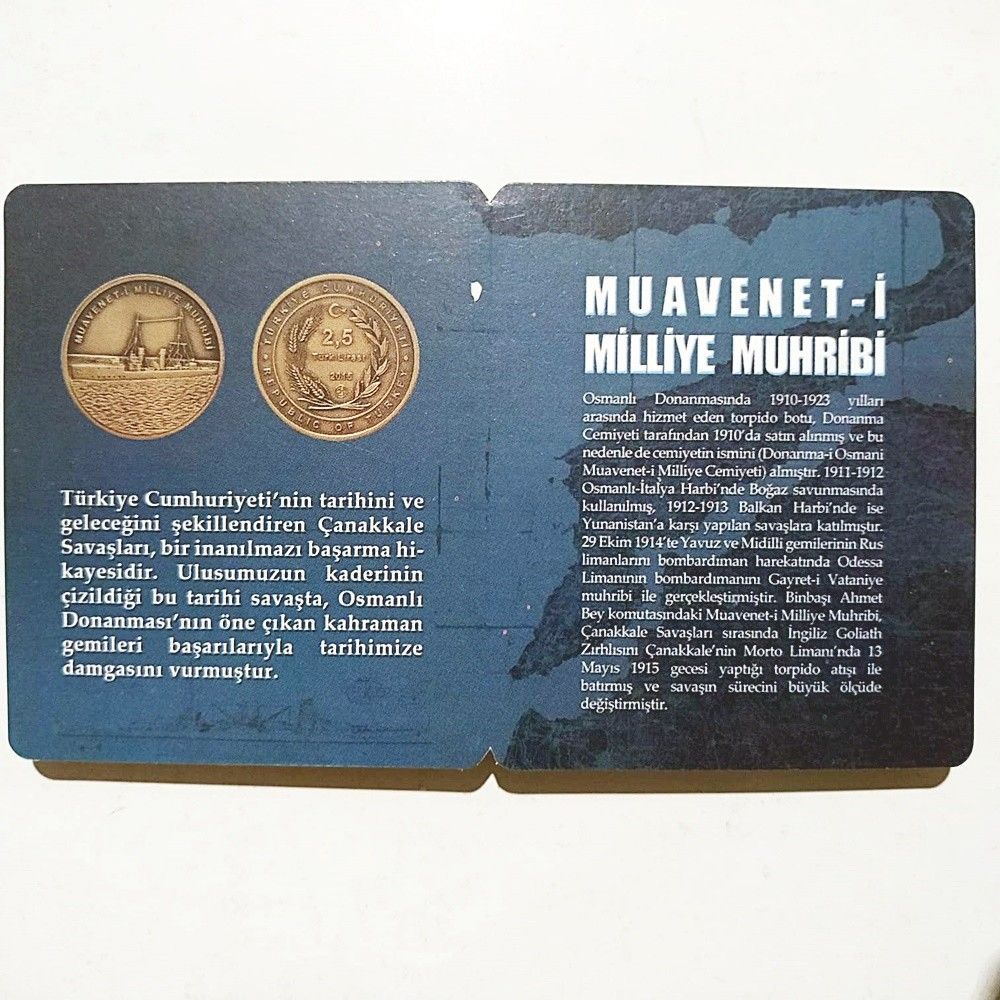 MUAVENET-İ MİLLİYE MUHRİBİ
TÜRKİYE CUMHURİYETİ
2,5
Türk Lirası
REPUBLIC OF TURKEY
Türkiye Cumhuriyeti'nin tarihini ve
geleceğini şekillendiren Çanakkale
Savaşları, bir inanılmazı başarma hi-
kayesidir. Ulusumuzun kaderinin
çizildiği bu tarihi savaşta, Osmanlı
Donanması'nın öne çıkan kahraman
gemileri başarılarıyla tarihimize
damgasını vurmuştur.
MUAVENET-İ
MİLLİYE MUHRİBİ
Osmanlı Donanmasında 1910-1923 yılları
arasında hizmet eden torpido botu, Donanma
Cemiyeti tarafından 1910'da satın alınmış ve bu
nedenle de cemiyetin ismini (Donanma-i Osmani
Muavenet-i Milliye Cemiyeti) almıştır. 1911-1912
Osmanlı-İtalya Harbi'nde Boğaz savunmasında
kullanılmış, 1912-1913 Balkan Harbi'nde ise
Yunanistan'a karşı yapılan savaşlara katılmıştır.
29 Ekim 1914'te Yavuz ve Midilli gemilerinin Rus
limanlarını bombardıman harekatında Odessa
Limanının bombardımanını Gayret-i Vataniye
muhribi ile gerçekleştirmiştir. Binbaşı Ahmet
Bey komutasındaki Muavenet-i Milliye Muhribi,
Çanakkale Savaşları sırasında İngiliz Goliath
Zırhlısını Çanakkale'nin Morto Limanı'nda 13
Mayıs 1915 gecesi yaptığı torpido atışı ile
batırmış ve savaşın sürecini büyük ölçüde
değiştirmiştir.